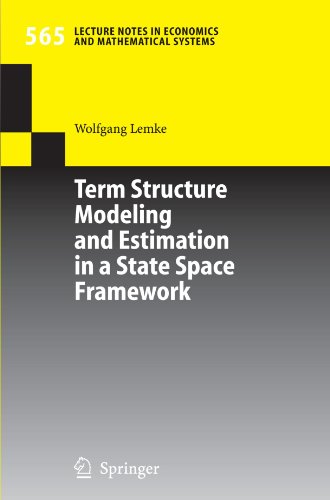 565
LECTURE NOTES IN ECONOMICS
AND MATHEMATICAL SYSTEMS
Wolfgang Lemke
Term Structure
Modeling
and Estimation
in a State Space
Framework
Springer